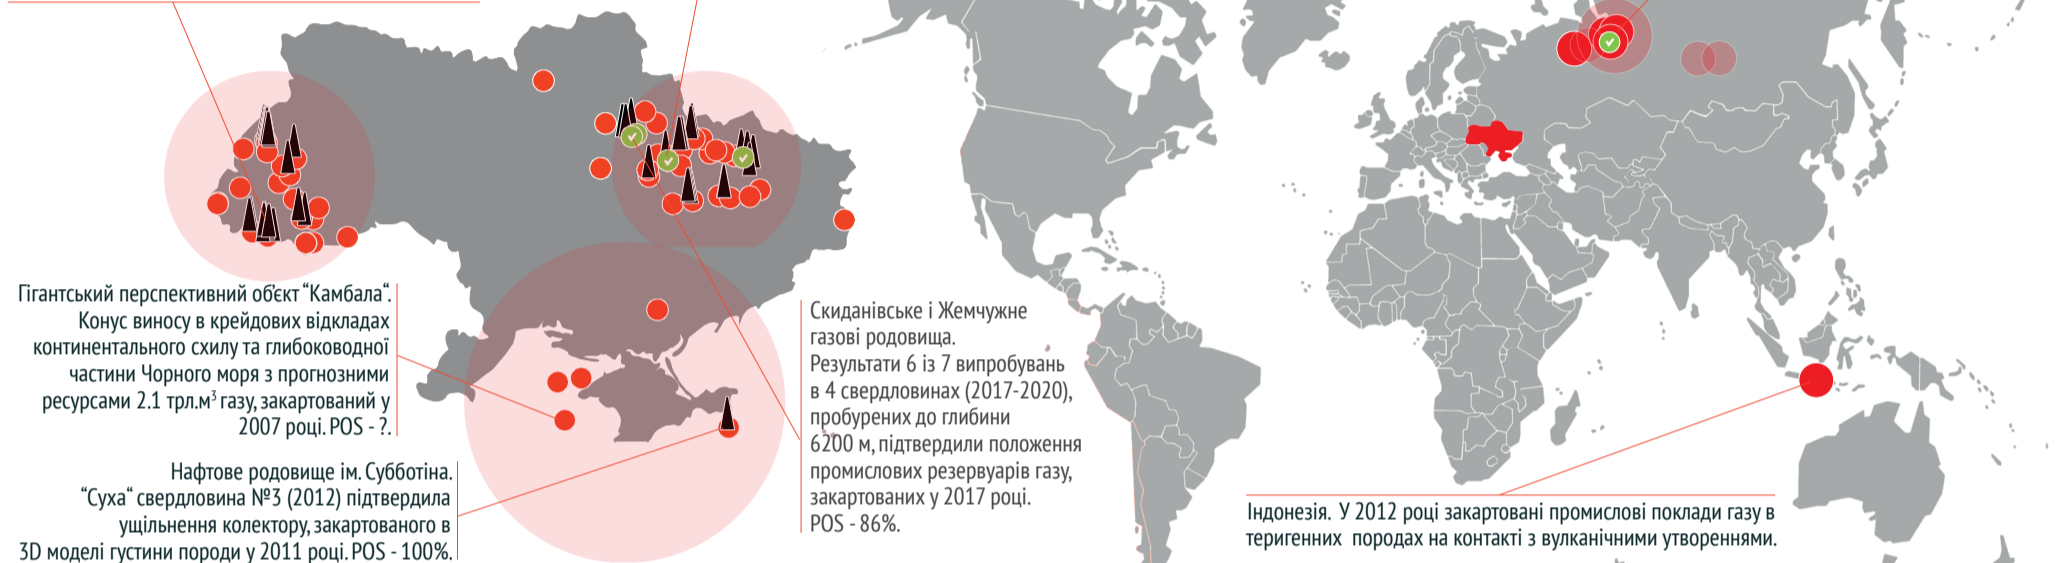 Гігантський перспективний об'єкт “Камбала“.
Конус виносу в крейдових відкладах
континентального схилу та глибоководної
частини Чорного моря з прогнозними
ресурсами 2.1 трл.м³ газу, закартований у
2007 році. POS - ?.
Нафтове родовище ім. Субботіна.
“Суха“ свердловина №3 (2012) підтвердила
ущільнення колектору, закартованого в
3D моделі густини породи у 2011 році. POS - 100%.
Скиданівське і Жемчужне
газові родовища.
Результати 6 із 7 випробувань
в 4 свердловинах (2017-2020),
пробурених до глибини
6200 м, підтвердили положення
промислових резервуарів газу,
закартованих у 2017 році.
POS - 86%.
Індонезія. У 2012 році закартовані промислові поклади газу в
теригенних породах на контакті з вулканічними утвореннями.